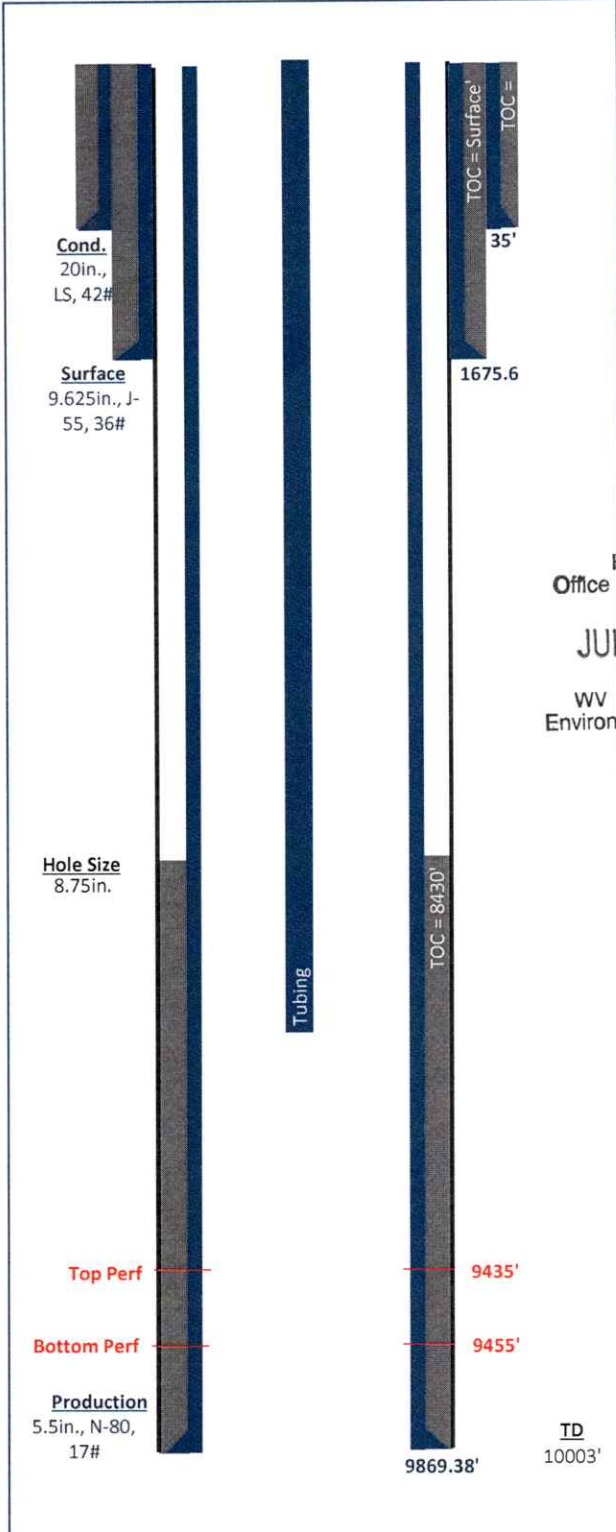 TOC = Surface'
TOC =
Cond.
20in.,
LS, 42#
35'
Surface
9.625in., J-
55, 36#
1675.6
Office
JUI
WV
Environ
Hole Size
8.75in.
TOC = 8430'
Tubing
Top Perf
9435'
Bottom Perf
9455'
Production
5.5in., N-80,
17#
9869.38'
TD
10003'